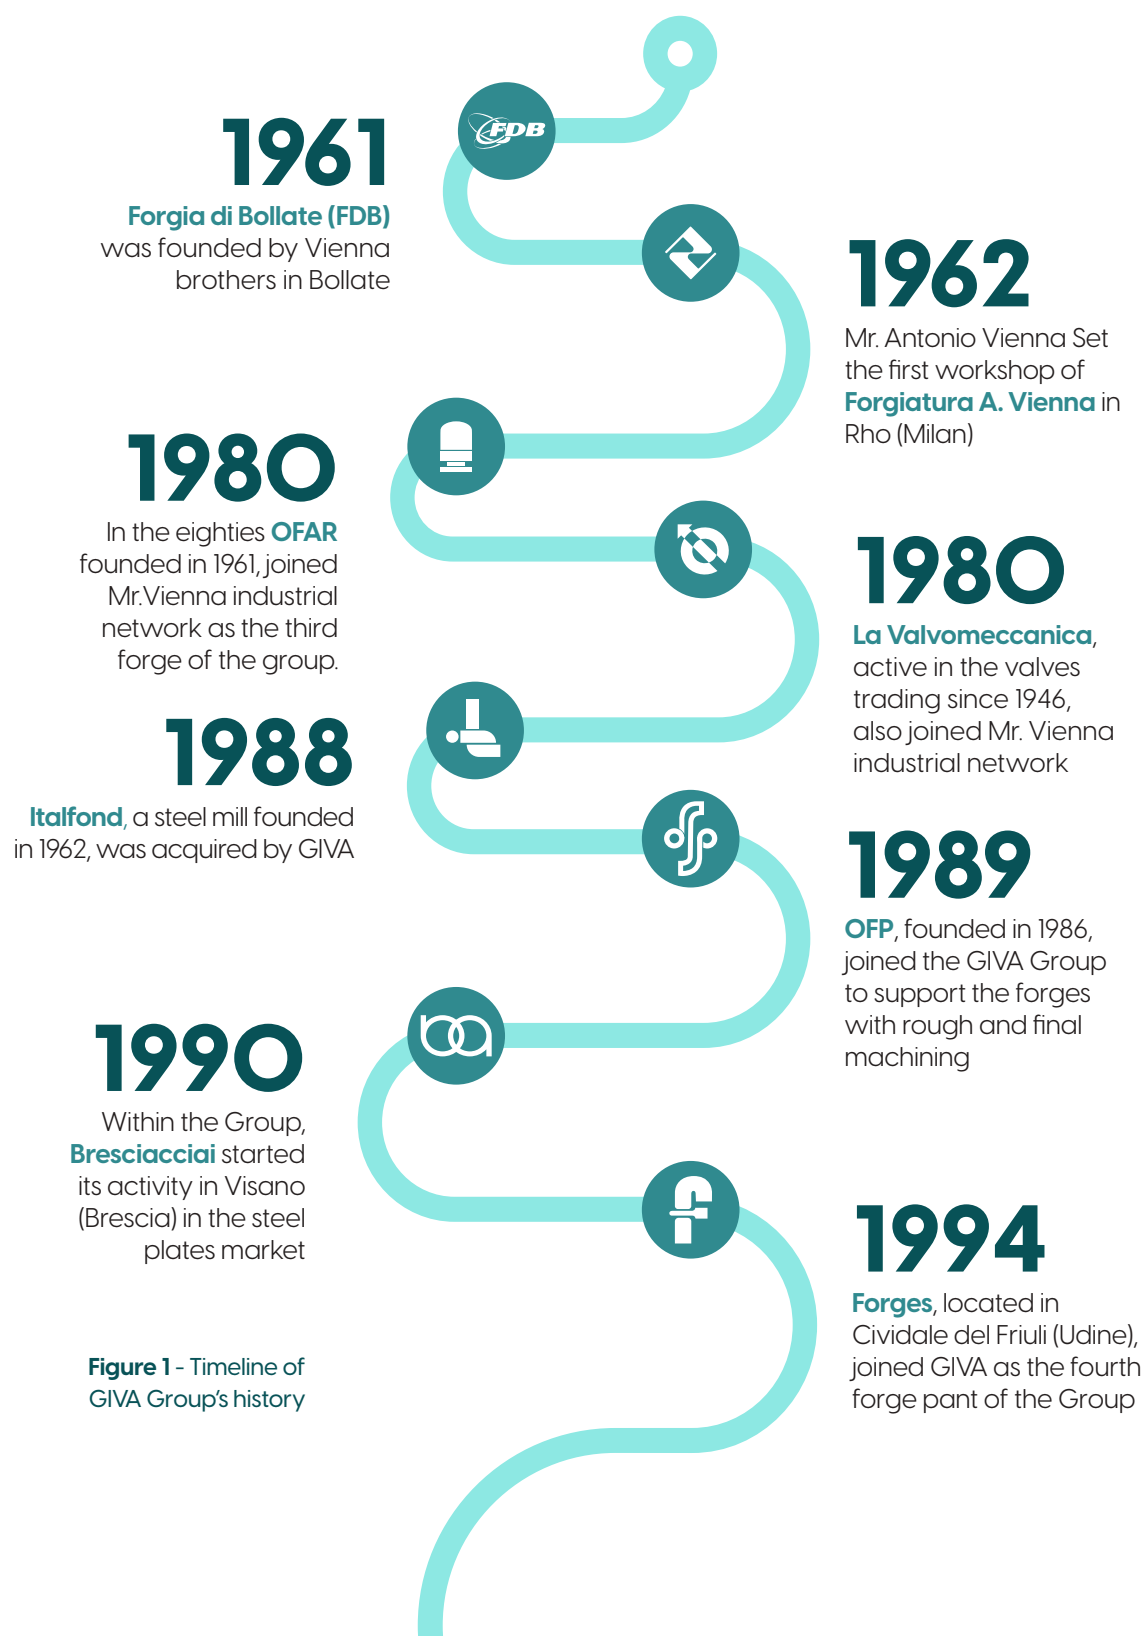 FDB
1961
Forgia di Bollate (FDB)
was founded by Vienna
brothers in Bollate
1962
Mr. Antonio Vienna Set
the first workshop of
Forgiatura A. Vienna in
Rho (Milan)
1980
In the eighties OFAR
founded in 1961, joined
Mr.Vienna industrial
network as the third
forge of the group.
1980
La Valvomeccanica,
active in the valves
trading since 1946,
also joined Mr. Vienna
industrial network
1988
Italfond, a steel mill founded
in 1962, was acquired by GIVA
1989
OFP, founded in 1986,
joined the GIVA Group
to support the forges
with rough and final
machining
ba
1990
Within the Group,
Bresciacciai started
its activity in Visano
(Brescia) in the steel
plates market
1994
Forges, located in
Cividale del Friuli (Udine),
joined GIVA as the fourth
forge pant of the Group
Figure 1 - Timeline of
GIVA Group's history